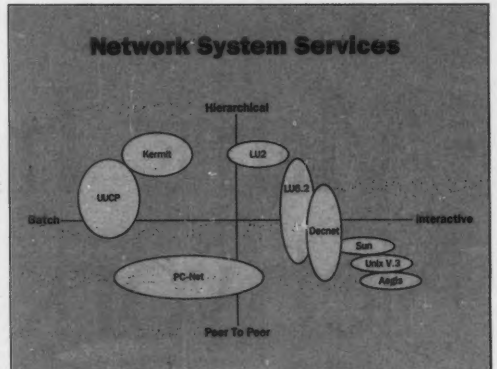 Network System Services
Hierarchical
Kermit
LU2
UUCP
LU6.2
Batch
Interactive
Decnet
Sun
Unix V.3
PC-Net
Aegis
Peer To Peer